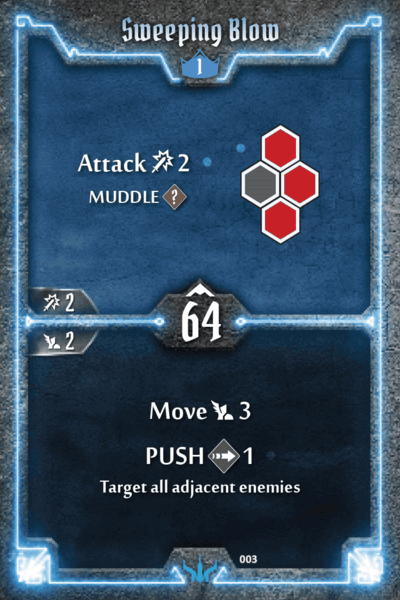 Sweeping Blow
1
Attack 2
MUDDLE ?
2
64
2
Move 3
PUSH 1
Target all adjacent enemies
003